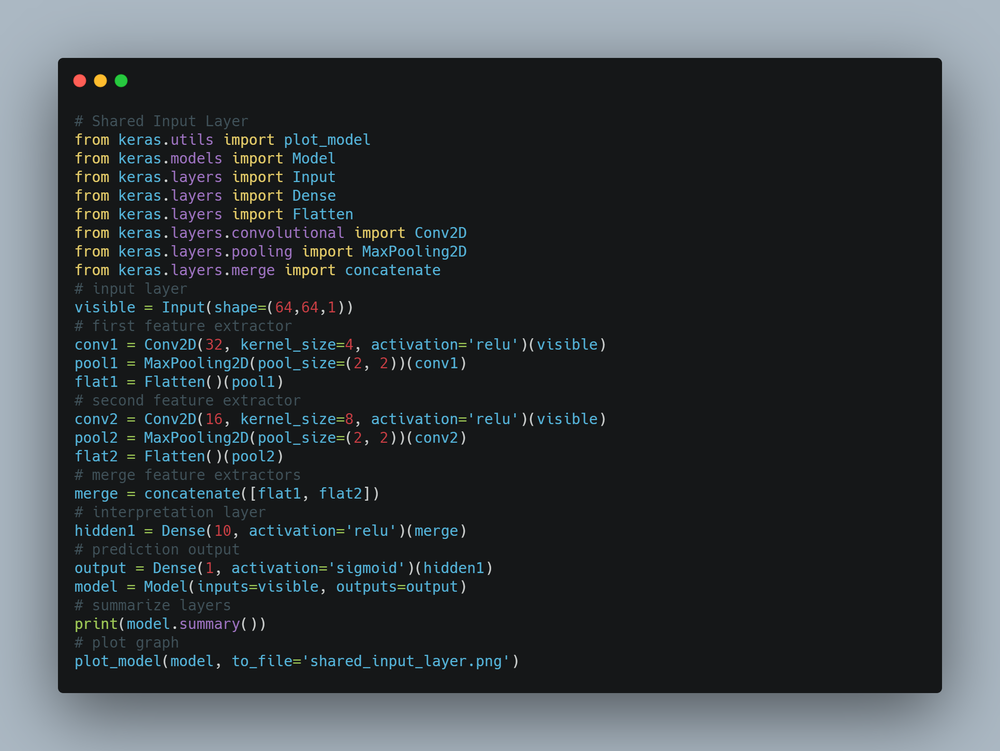 # Shared Input Layer
from keras.utils import plot_model
from keras.models import Model
from keras.layers import Input
from keras.layers import Dense
from keras.layers import Flatten
from keras.layers.convolutional import Conv2D
from keras.layers.pooling import MaxPooling2D
from keras.layers.merge import concatenate
# input layer
visible = Input(shape=(64,64,1))
# first feature extractor
conv1 = Conv2D(32, kernel_size=4, activation='relu')(visible)
pool1 = MaxPooling2D(pool_size=(2, 2))(conv1)
flat1 = Flatten()(pool1)
# second feature extractor
conv2 = Conv2D(16, kernel_size=8, activation='relu')(visible)
pool2 = MaxPooling2D(pool_size=(2, 2))(conv2)
flat2 = Flatten()(pool2)
# merge feature extractors
merge = concatenate([flat1, flat2])
# interpretation layer
hidden1 = Dense(10, activation='relu')(merge)
# prediction output
output = Dense(1, activation='sigmoid')(hidden1)
model = Model(inputs=visible, outputs=output)
# summarize layers
print(model.summary())
# plot graph
plot_model(model, to_file='shared_input_layer.png')